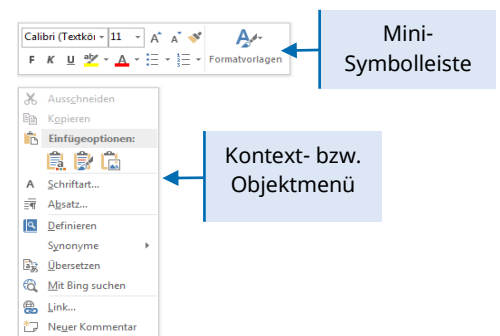 Calibri (Textköı
11
Mini-
Symbolleiste
F K U
Formatvorlagen
Ausschneiden
Kopieren
Einfügeoptionen:
Kontext- bzw.
Objektmenü
Schriftart...
Absatz...
Definieren
Synonyme
Übersetzen
Mit Bing suchen
Link...
Neuer Kommentar